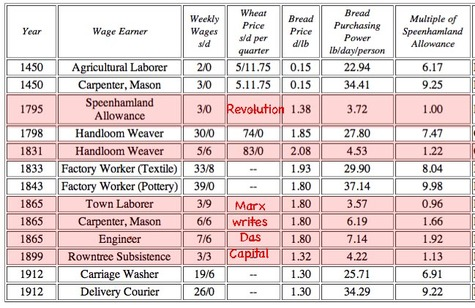 Year Wage Earner Weekly Wages s/d Wheat Price s/d per quarter Bread Price d/lb Bread Purchasing Power lb/day/person Multiple of Speenhamland Allowance
1450 Agricultural Laborer 2/0 5/11.75 0.15 22.94 6.17
1450 Carpenter, Mason 3/0 5.11.75 0.15 34.41 9.25
1795 Speenhamland Allowance 3/0 Revolution 1.38 3.72 1.00
1798 Handloom Weaver 30/0 74/0 1.85 27.80 7.47
1831 Handloom Weaver 5/6 83/0 2.08 4.53 1.22
1833 Factory Worker (Textile) 33/8 -- 1.93 29.90 8.04
1843 Factory Worker (Pottery) 39/0 -- 1.80 37.14 9.98
1865 Town Laborer 3/9 Marx 1.80 3.57 0.96
1865 Carpenter, Mason 6/6 writes 1.80 6.19 1.66
1865 Engineer 7/6 Das 1.80 7.14 1.92
1899 Rowntree Subsistence 3/3 Capital 1.32 4.22 1.13
1912 Carriage Washer 19/6 -- 1.30 25.71 6.91
1912 Delivery Courier 26/0 -- 1.30 34.29 9.22